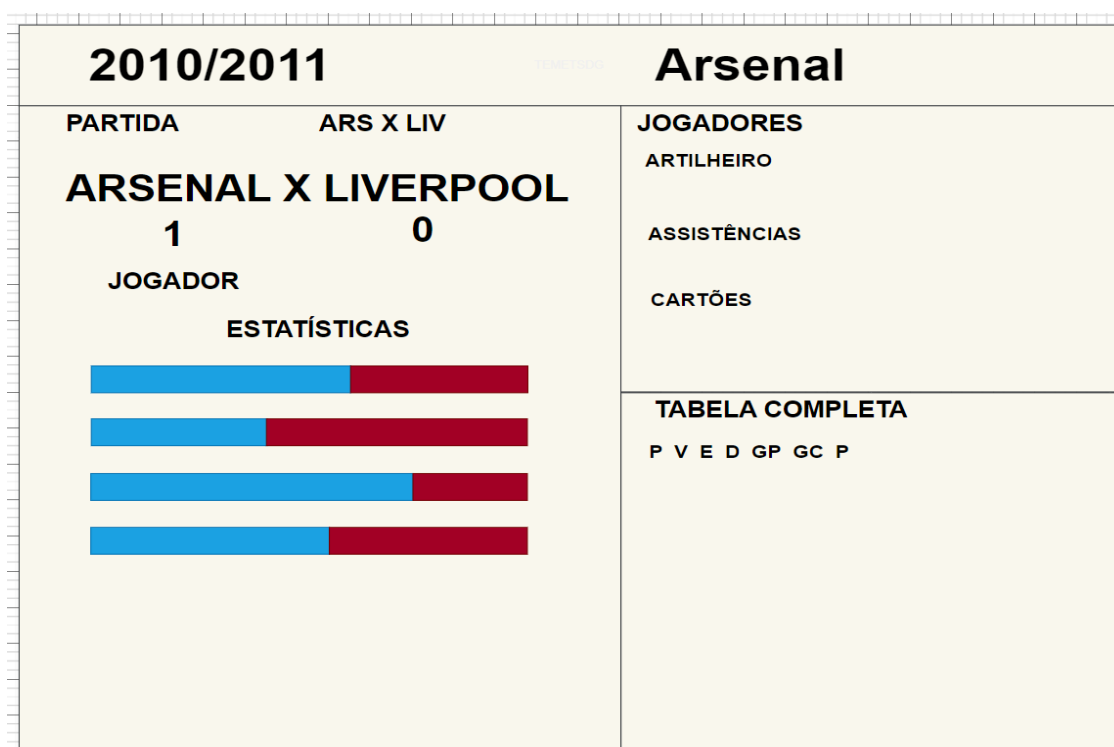 2010/2011
Arsenal
PARTIDA
ARS X LIV
ARSENAL X LIVERPOOL
1
0
JOGADOR
ESTATÍSTICAS
JOGADORES
ARTILHEIRO
ASSISTÊNCIAS
CARTÕES
TABELA COMPLETA
P V E D GP GC P